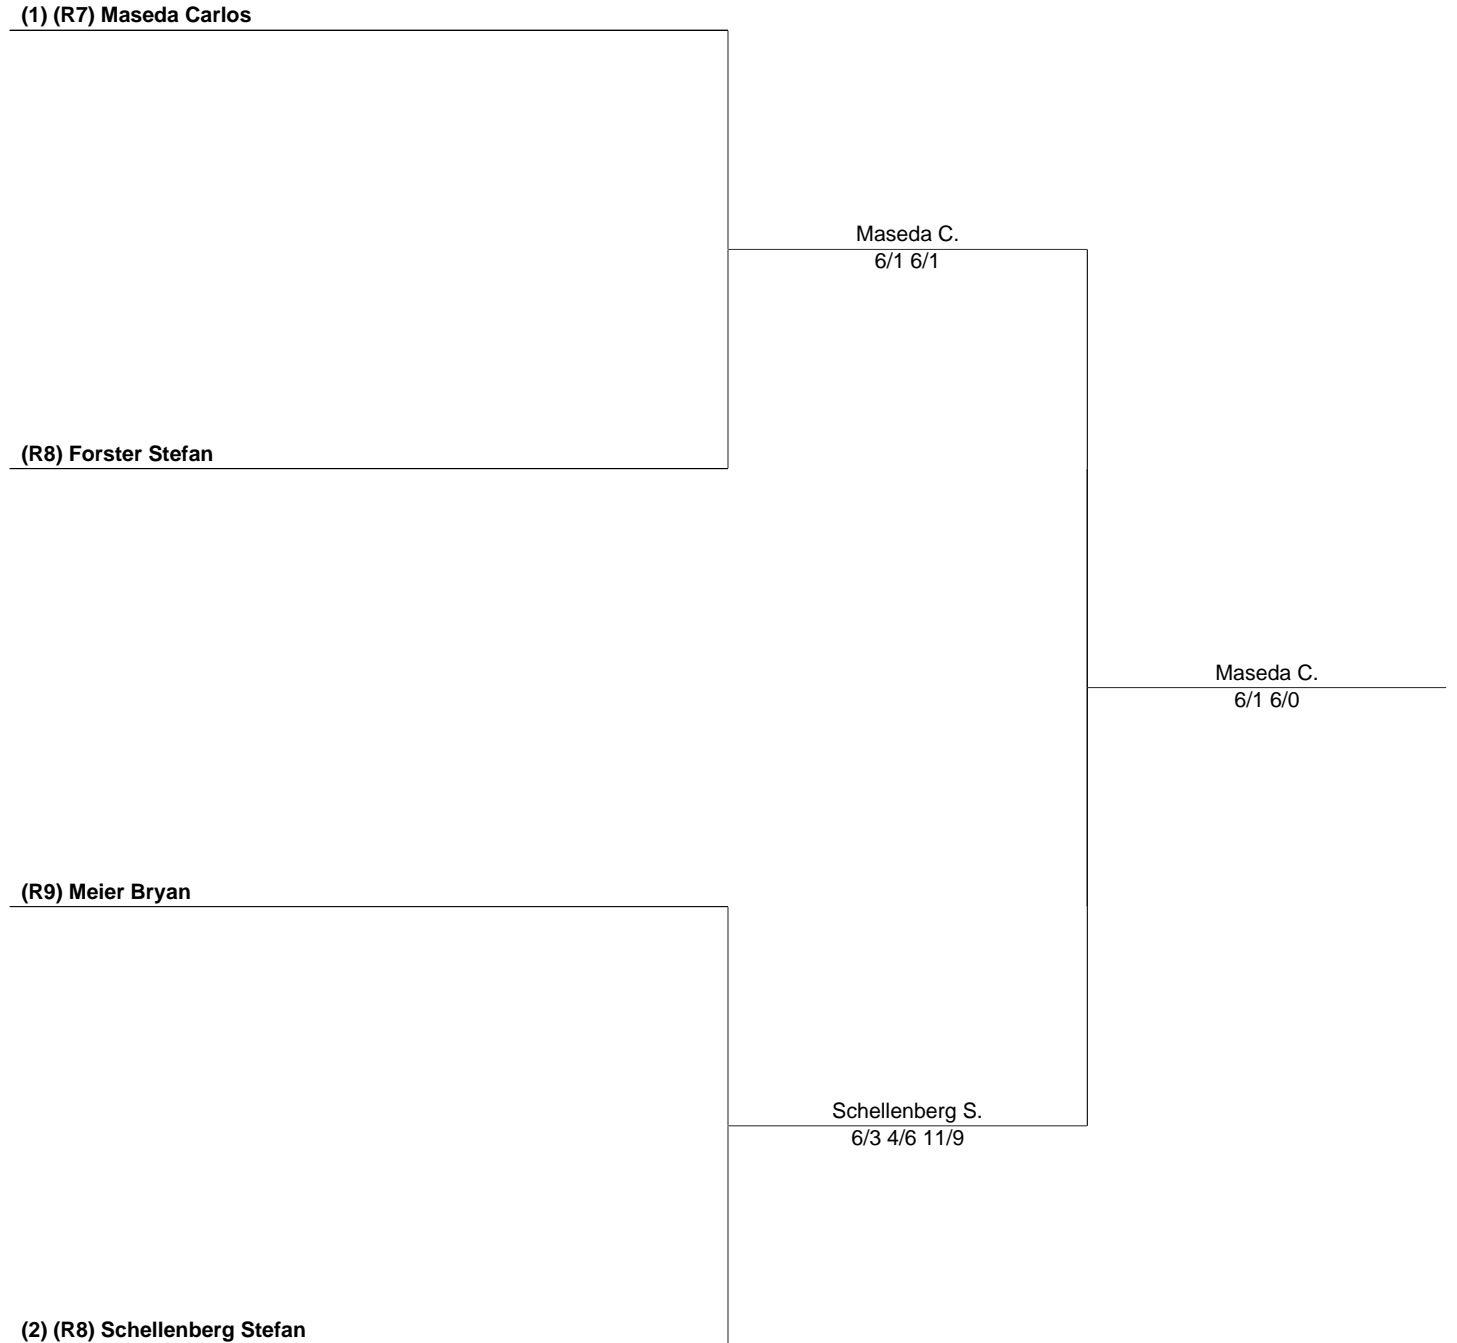 (1) (R7) Maseda Carlos
Maseda C.
6/1 6/1
(R8) Forster Stefan
Maseda C.
6/1 6/0
(R9) Meier Bryan
Schellenberg S.
6/3 4/6 11/9
(2) (R8) Schellenberg Stefan